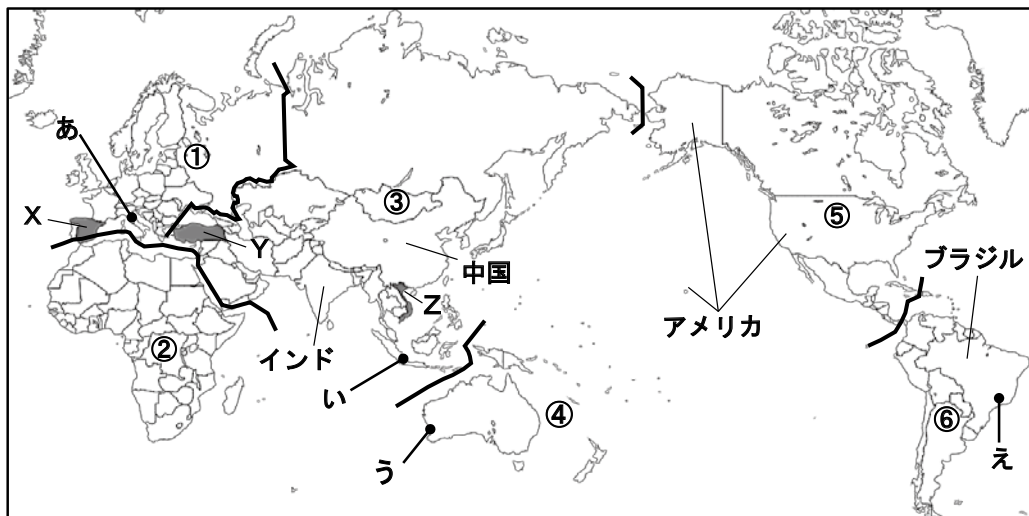 あ
①
X
③
⑤
Y
中国
ブラジル
Z
アメリカ
②
インド
い
④
⑥
う
え